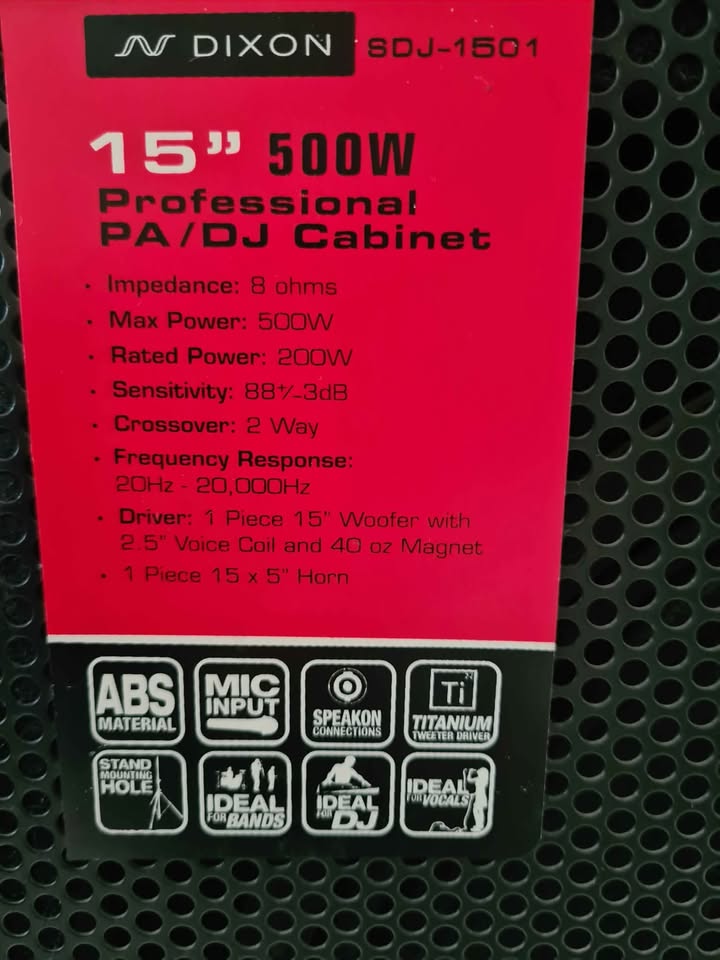 DIXON SDJ-1501
15” 500W
Professional
PA/DJ Cabinet
• Impedance: 8 ohms
• Max Power: 500W
• Rated Power: 200W
• Sensitivity: 88+/-3dB
• Crossover: 2 Way
• Frequency Response:
20Hz - 20,000Hz
• Driver: 1 Piece 15" Woofer with
2.5" Voice Coil and 40 oz Magnet
• 1 Piece 15 x 5" Horn
ABS
MATERIAL
MIC
INPUT
SPEAKON
CONNECTIONS
Ti
TITANIUM
TWEETER DRIVER
STAND
MOUNTING
HOLE
IDEAL
FOR BANDS
IDEAL
FOR DJ
IDEAL
FOR VOCALS